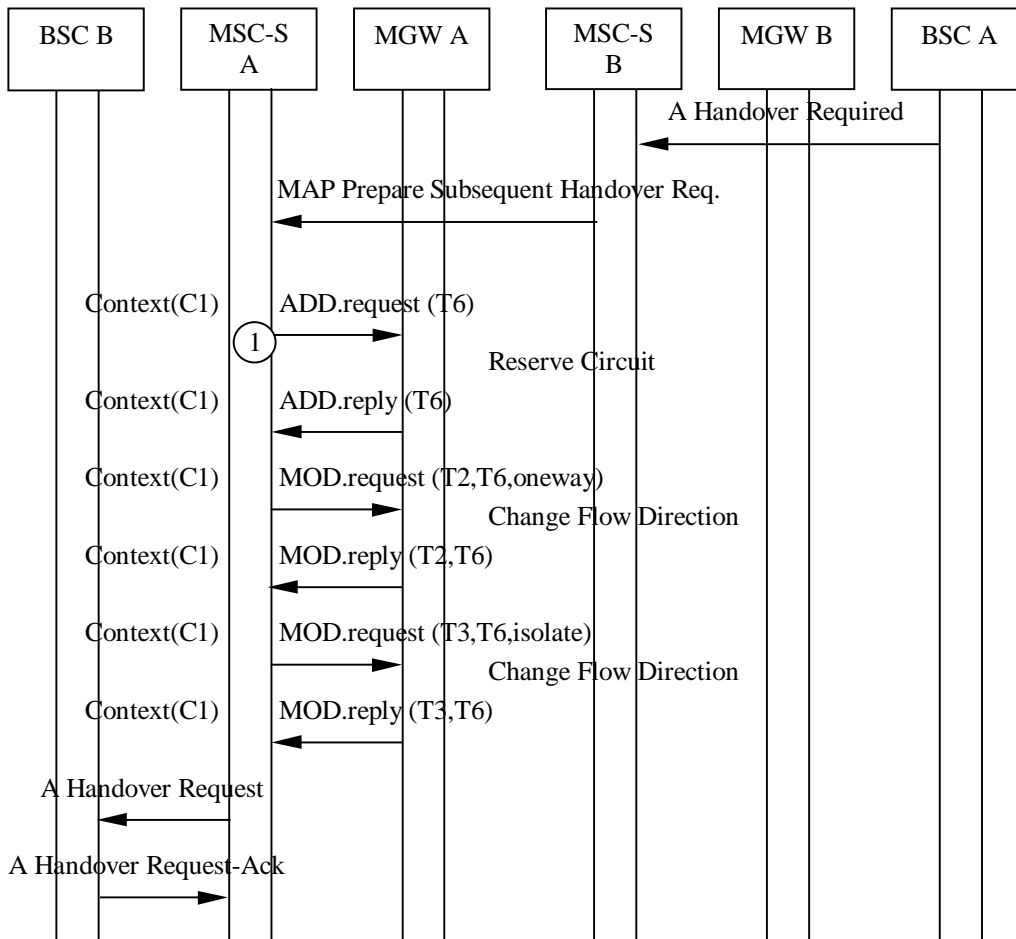 BSC B
MSC-S
A
MGW A
MSC-S
B
MGW B
BSC A
A Handover Required
MAP Prepare Subsequent Handover Req.
Context(C1)
ADD.request (T6)
1
Reserve Circuit
Context(C1)
ADD.reply (T6)
Context(C1)
MOD.request (T2,T6,oneway)
Change Flow Direction
Context(C1)
MOD.reply (T2,T6)
Context(C1)
MOD.request (T3,T6,isolate)
Change Flow Direction
Context(C1)
MOD.reply (T3,T6)
A Handover Request
A Handover Request-Ack